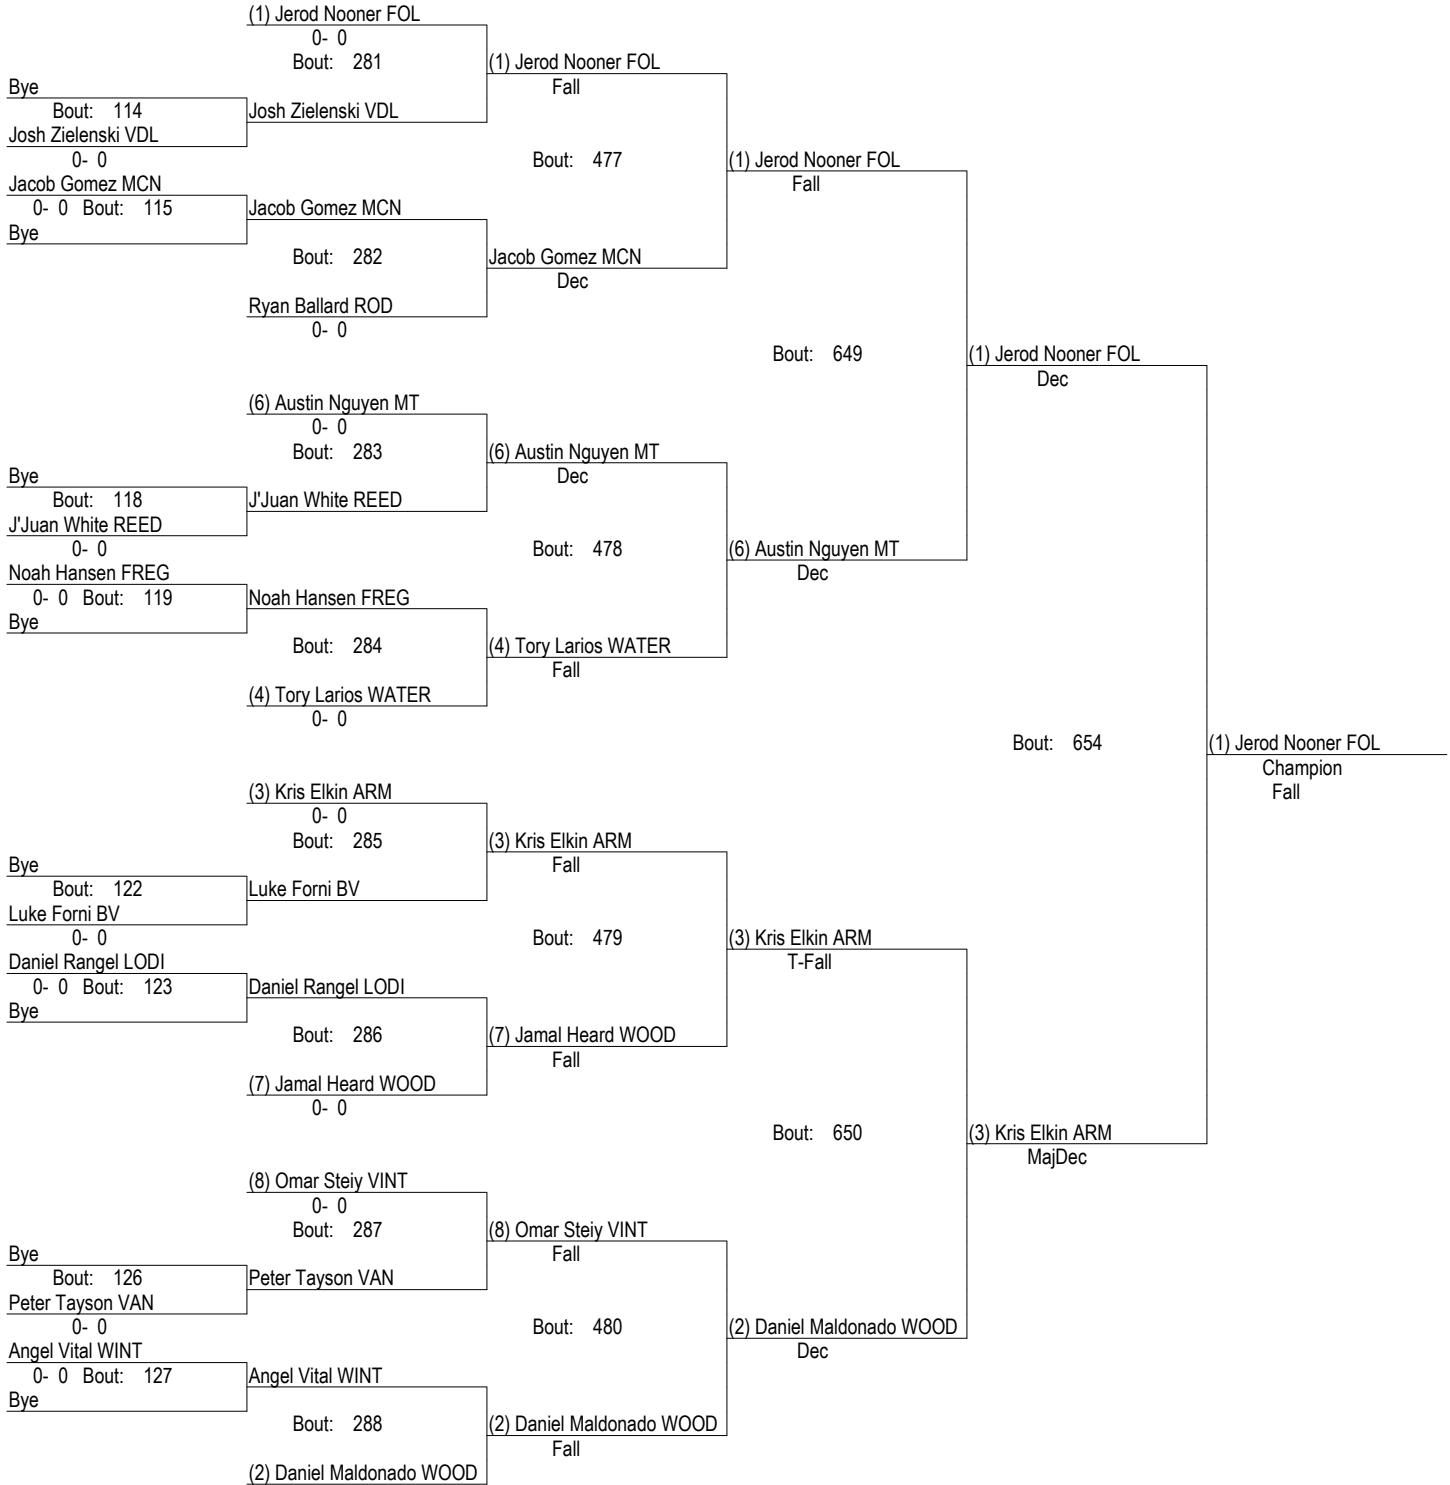 (1) Jerod Nooner FOL
0- 0
Bout: 281
(1) Jerod Nooner FOL
Fall
Bye
Bout: 114
Josh Zielenski VDL
Josh Zielenski VDL
0- 0
Bout: 477
(1) Jerod Nooner FOL
Fall
Jacob Gomez MCN
0- 0 Bout: 115
Jacob Gomez MCN
Bye
Bout: 282
Jacob Gomez MCN
Dec
Ryan Ballard ROD
0- 0
Bout: 649
(1) Jerod Nooner FOL
Dec
(6) Austin Nguyen MT
0- 0
Bout: 283
(6) Austin Nguyen MT
Dec
Bye
Bout: 118
J'Juan White REED
J'Juan White REED
0- 0
Bout: 478
(6) Austin Nguyen MT
Dec
Noah Hansen FREG
0- 0 Bout: 119
Noah Hansen FREG
Bye
Bout: 284
(4) Tory Larios WATER
Fall
(4) Tory Larios WATER
0- 0
Bout: 654
(1) Jerod Nooner FOL
Champion
Fall
(3) Kris Elkin ARM
0- 0
Bout: 285
(3) Kris Elkin ARM
Fall
Bye
Bout: 122
Luke Forni BV
Luke Forni BV
0- 0
Bout: 479
(3) Kris Elkin ARM
T-Fall
Daniel Rangel LODI
0- 0 Bout: 123
Daniel Rangel LODI
Bye
Bout: 286
(7) Jamal Heard WOOD
Fall
(7) Jamal Heard WOOD
0- 0
Bout: 650
(3) Kris Elkin ARM
MajDec
(8) Omar Steiy VINT
0- 0
Bout: 287
(8) Omar Steiy VINT
Fall
Bye
Bout: 126
Peter Tayson VAN
Peter Tayson VAN
0- 0
Bout: 480
(2) Daniel Maldonado WOOD
Dec
Angel Vital WINT
0- 0 Bout: 127
Angel Vital WINT
Bye
Bout: 288
(2) Daniel Maldonado WOOD
Fall
(2) Daniel Maldonado WOOD